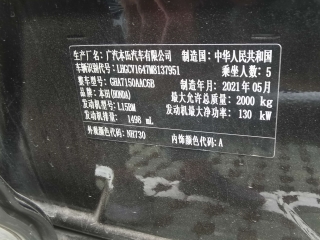 生产厂名：广汽本田汽车有限公司 制造国：中华人民共和国
车辆识别代号：LHGCV1647M8137951 乘坐人数：5
整车型号：GHA7150AAC6B 制造年月：2021年05月
品牌：本田(HONDA) 最大允许总质量：2000 kg
发动机型号：L15BM 发动机最大净功率：130 kW
发动机排量：1498 mL
外观颜色代码：NH730 内饰颜色代码：A